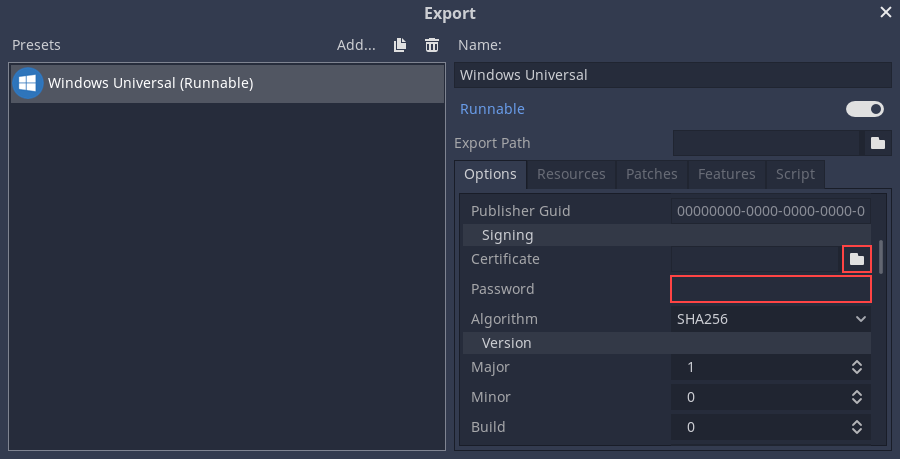 Export
Presets
Add...
Windows Universal (Runnable)
Name:
Windows Universal
Runnable
Export Path
Options Resources Patches Features Script
Publisher Guid 00000000-0000-0000-0000-0
Signing
Certificate
Password
Algorithm SHA256
Version
Major 1
Minor 0
Build 0